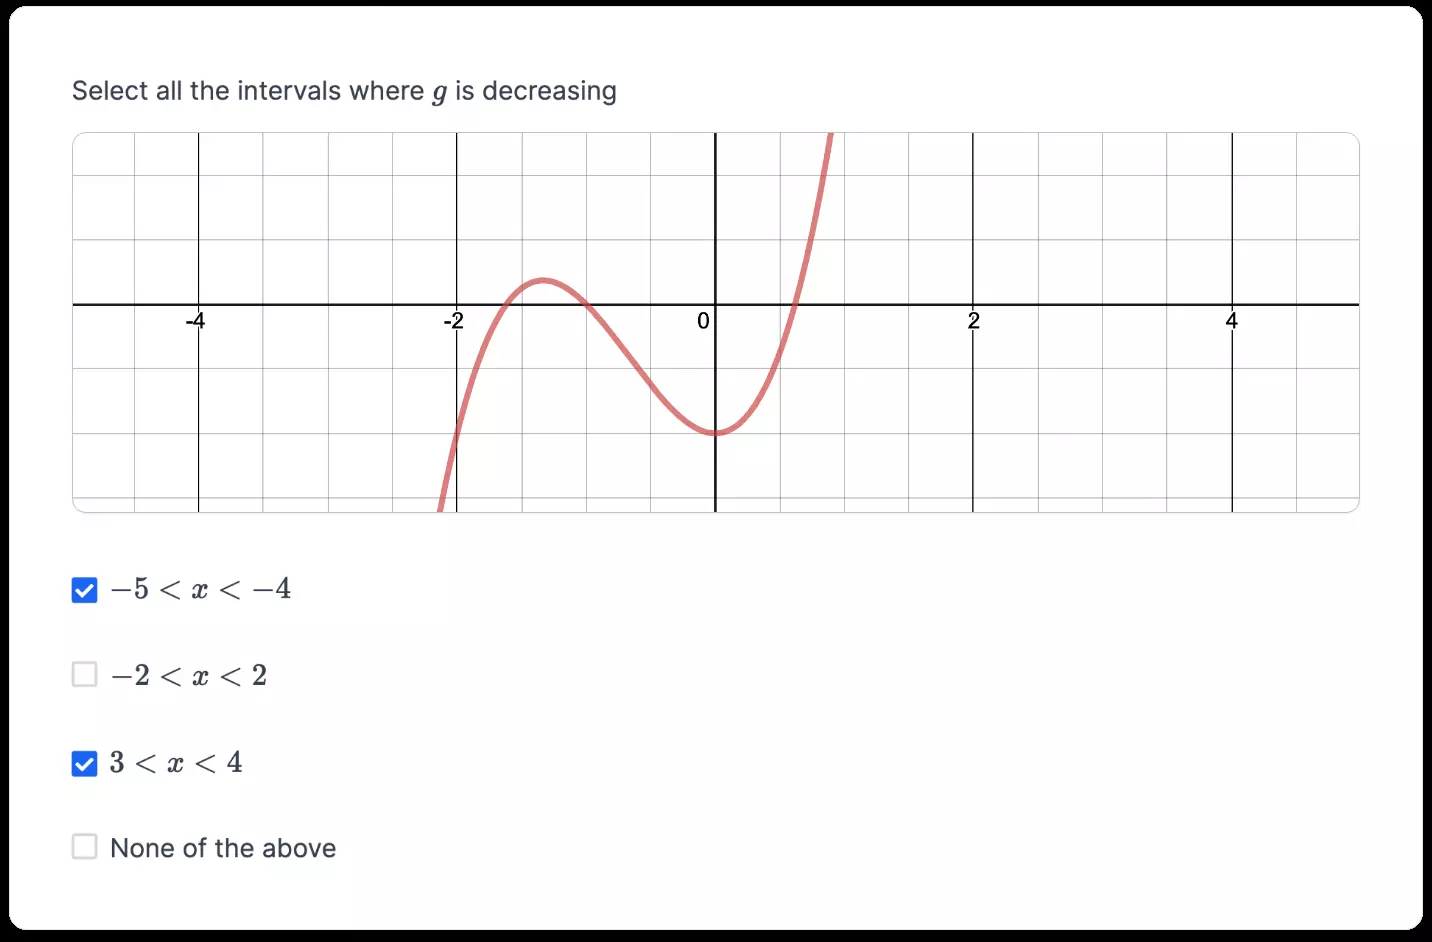 Select all the intervals where g is decreasing
-4 -2 0 2 4
−5 < x < −4
−2 < x < 2
3 < x < 4
None of the above